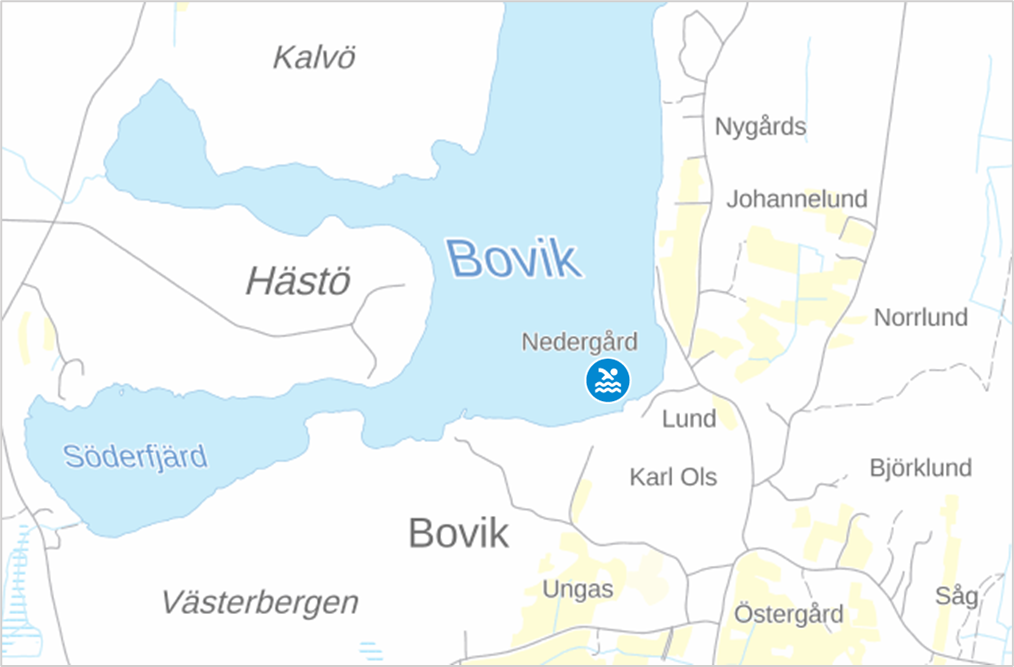 Kalvö
Nygårds
Johannelund
Bovik
Hästö
Norrlund
Nedergård
Lund
Söderfjärd
Björklund
Karl Ols
Bovik
Ungas
Såg
Västerbergen
Östergård